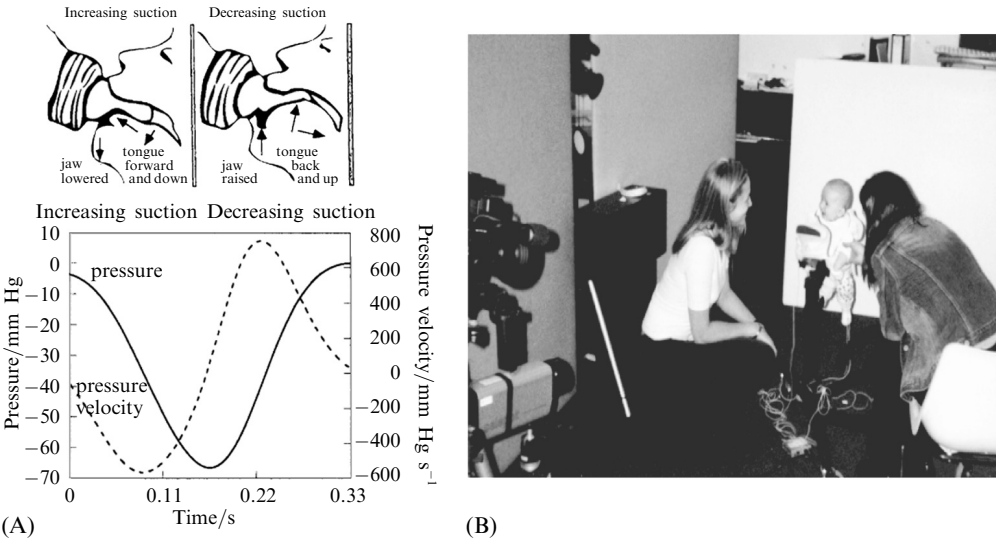 Increasing suction Decreasing suction
jaw
lowered
tongue
forward
and down
jaw
raised
tongue
back
and up
Increasing suction Decreasing suction
Pressure/mm Hg
10
0
−10
−20
−30
−40
−50
−60
−70
pressure
pressure
velocity
800
600
400
200
0
−200
−400
−600
Pressure velocity/mm Hg s⁻¹
0 0.11 0.22 0.33
Time/s
(A) (B)